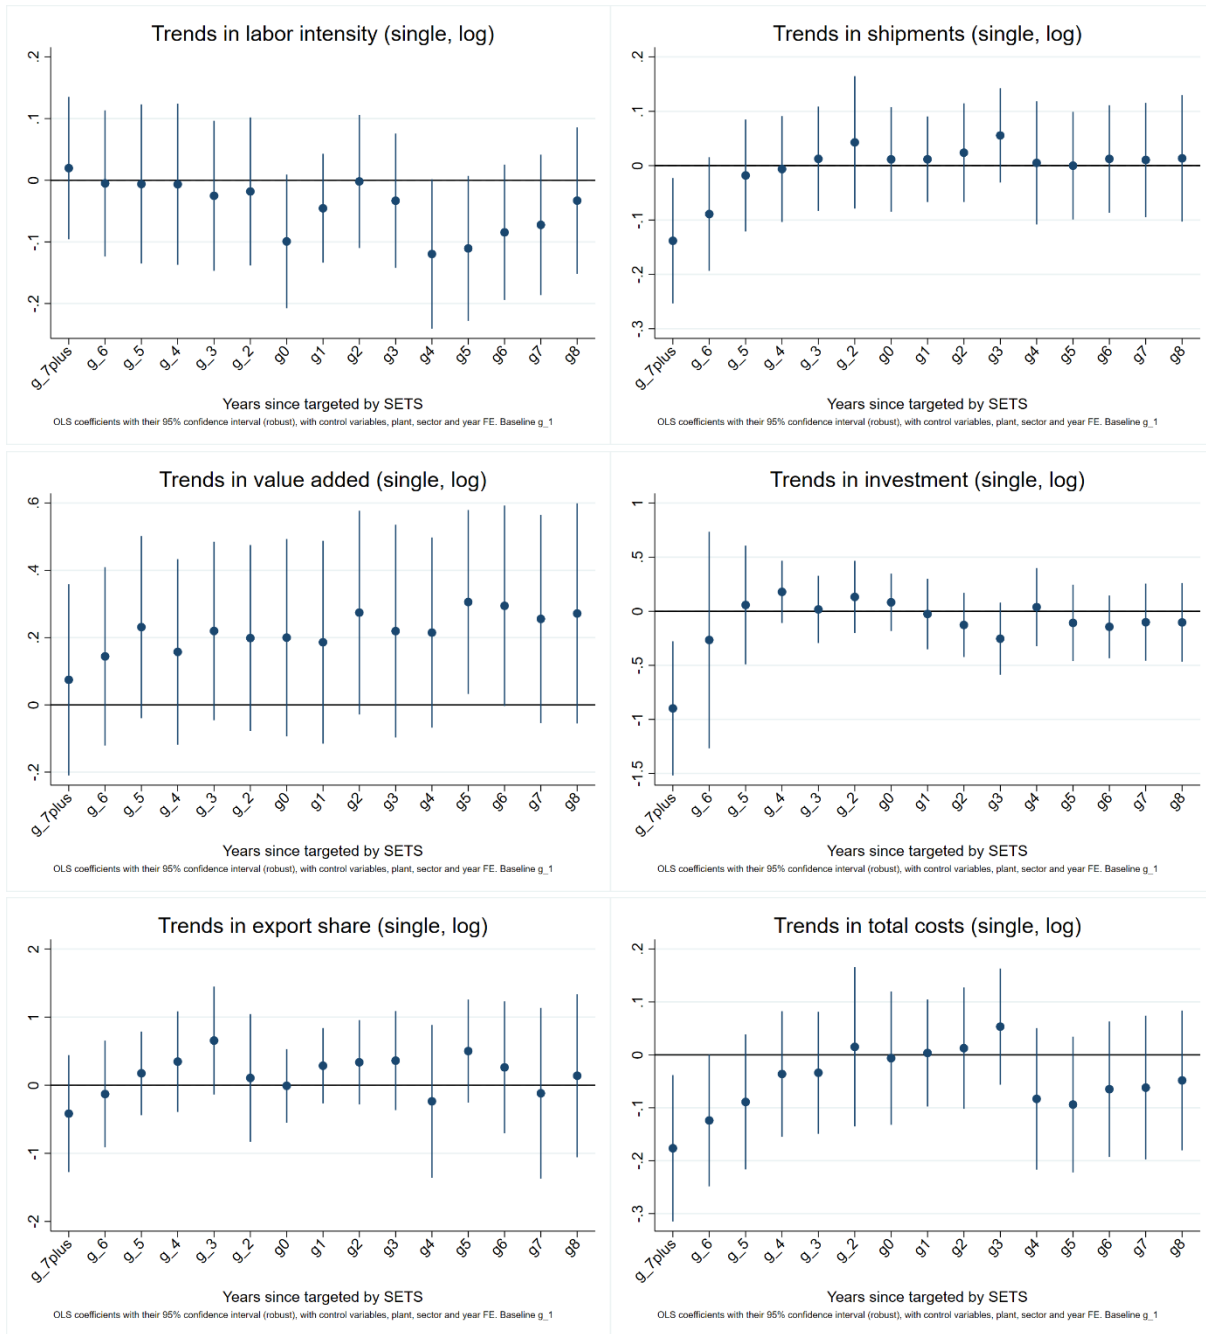 Trends in labor intensity (single, log)
.2
.1
0
-.1
-.2
g_7plus g_6 g_5 g_4 g_3 g_2 g0 g1 g2 g3 g4 g5 g6 g7 g8
Years since targeted by SETS
OLS coefficients with their 95% confidence interval (robust), with control variables, plant, sector and year FE. Baseline g_1
Trends in shipments (single, log)
.2
.1
0
-.1
-.2
-.3
g_7plus g_6 g_5 g_4 g_3 g_2 g0 g1 g2 g3 g4 g5 g6 g7 g8
Years since targeted by SETS
OLS coefficients with their 95% confidence interval (robust), with control variables, plant, sector and year FE. Baseline g_1
Trends in value added (single, log)
.6
.4
.2
0
-.2
g_7plus g_6 g_5 g_4 g_3 g_2 g0 g1 g2 g3 g4 g5 g6 g7 g8
Years since targeted by SETS
OLS coefficients with their 95% confidence interval (robust), with control variables, plant, sector and year FE. Baseline g_1
Trends in investment (single, log)
1
.5
0
-.5
-1
-1.5
g_7plus g_6 g_5 g_4 g_3 g_2 g0 g1 g2 g3 g4 g5 g6 g7 g8
Years since targeted by SETS
OLS coefficients with their 95% confidence interval (robust), with control variables, plant, sector and year FE. Baseline g_1
Trends in export share (single, log)
2
1
0
-1
-2
g_7plus g_6 g_5 g_4 g_3 g_2 g0 g1 g2 g3 g4 g5 g6 g7 g8
Years since targeted by SETS
OLS coefficients with their 95% confidence interval (robust), with control variables, plant, sector and year FE. Baseline g_1
Trends in total costs (single, log)
.2
.1
0
-.1
-.2
-.3
g_7plus g_6 g_5 g_4 g_3 g_2 g0 g1 g2 g3 g4 g5 g6 g7 g8
Years since targeted by SETS
OLS coefficients with their 95% confidence interval (robust), with control variables, plant, sector and year FE. Baseline g_1